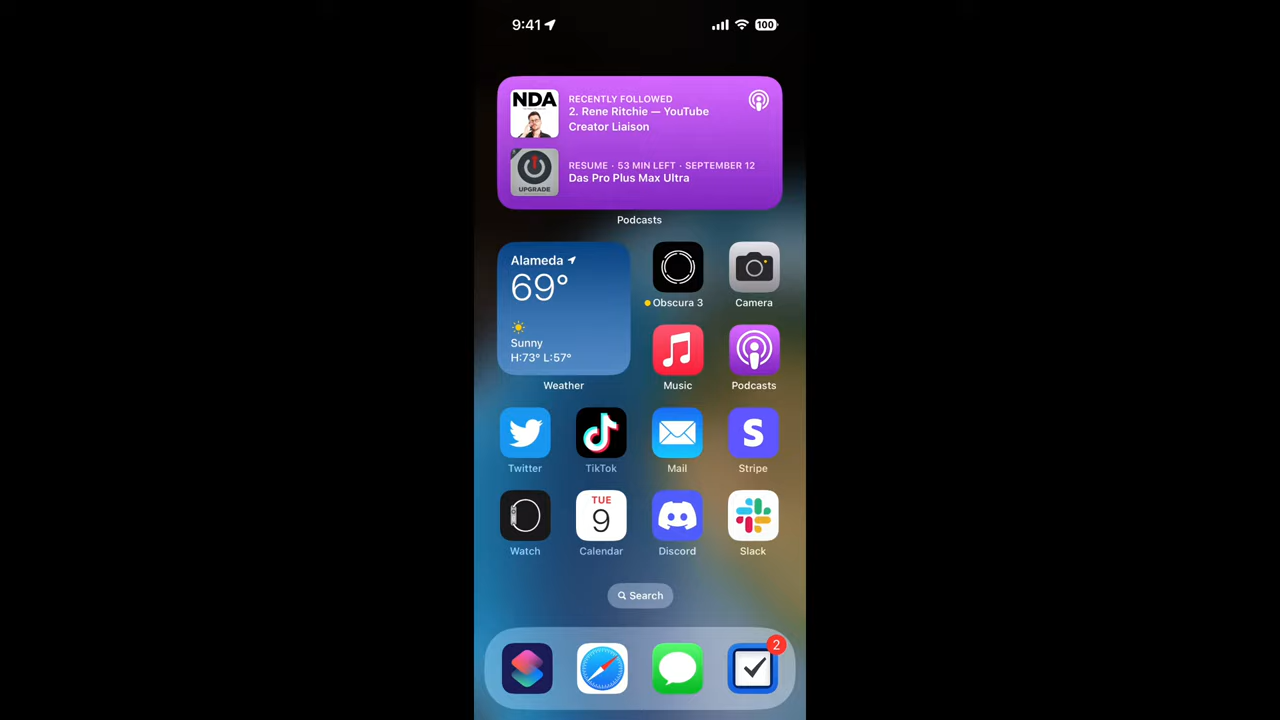 9:41
100
NDA
RECENTLY FOLLOWED
2. Rene Ritchie — YouTube
Creator Liaison
UPGRADE
RESUME · 53 MIN LEFT · SEPTEMBER 12
Das Pro Plus Max Ultra
Podcasts
Alameda
69°
Sunny
H:73° L:57°
Weather
Obscura 3
Camera
Music
Podcasts
Twitter
TikTok
Mail
S
Stripe
Watch
TUE
9
Calendar
Discord
Slack
Search
2